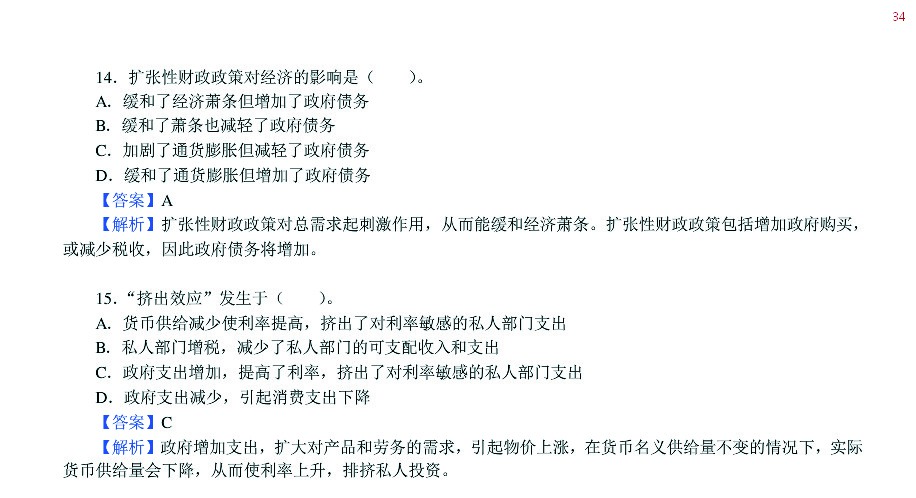 34
14．扩张性财政政策对经济的影响是（　　）。
A．缓和了经济萧条但增加了政府债务
B．缓和了萧条也减轻了政府债务
C．加剧了通货膨胀但减轻了政府债务
D．缓和了通货膨胀但增加了政府债务
【答案】A
【解析】扩张性财政政策对总需求起刺激作用，从而能缓和经济萧条。扩张性财政政策包括增加政府购买，
或减少税收，因此政府债务将增加。
15．“挤出效应”发生于（　　）。
A．货币供给减少使利率提高，挤出了对利率敏感的私人部门支出
B．私人部门增税，减少了私人部门的可支配收入和支出
C．政府支出增加，提高了利率，挤出了对利率敏感的私人部门支出
D．政府支出减少，引起消费支出下降
【答案】C
【解析】政府增加支出，扩大对产品和劳务的需求，引起物价上涨，在货币名义供给量不变的情况下，实际
货币供给量会下降，从而使利率上升，排挤私人投资。